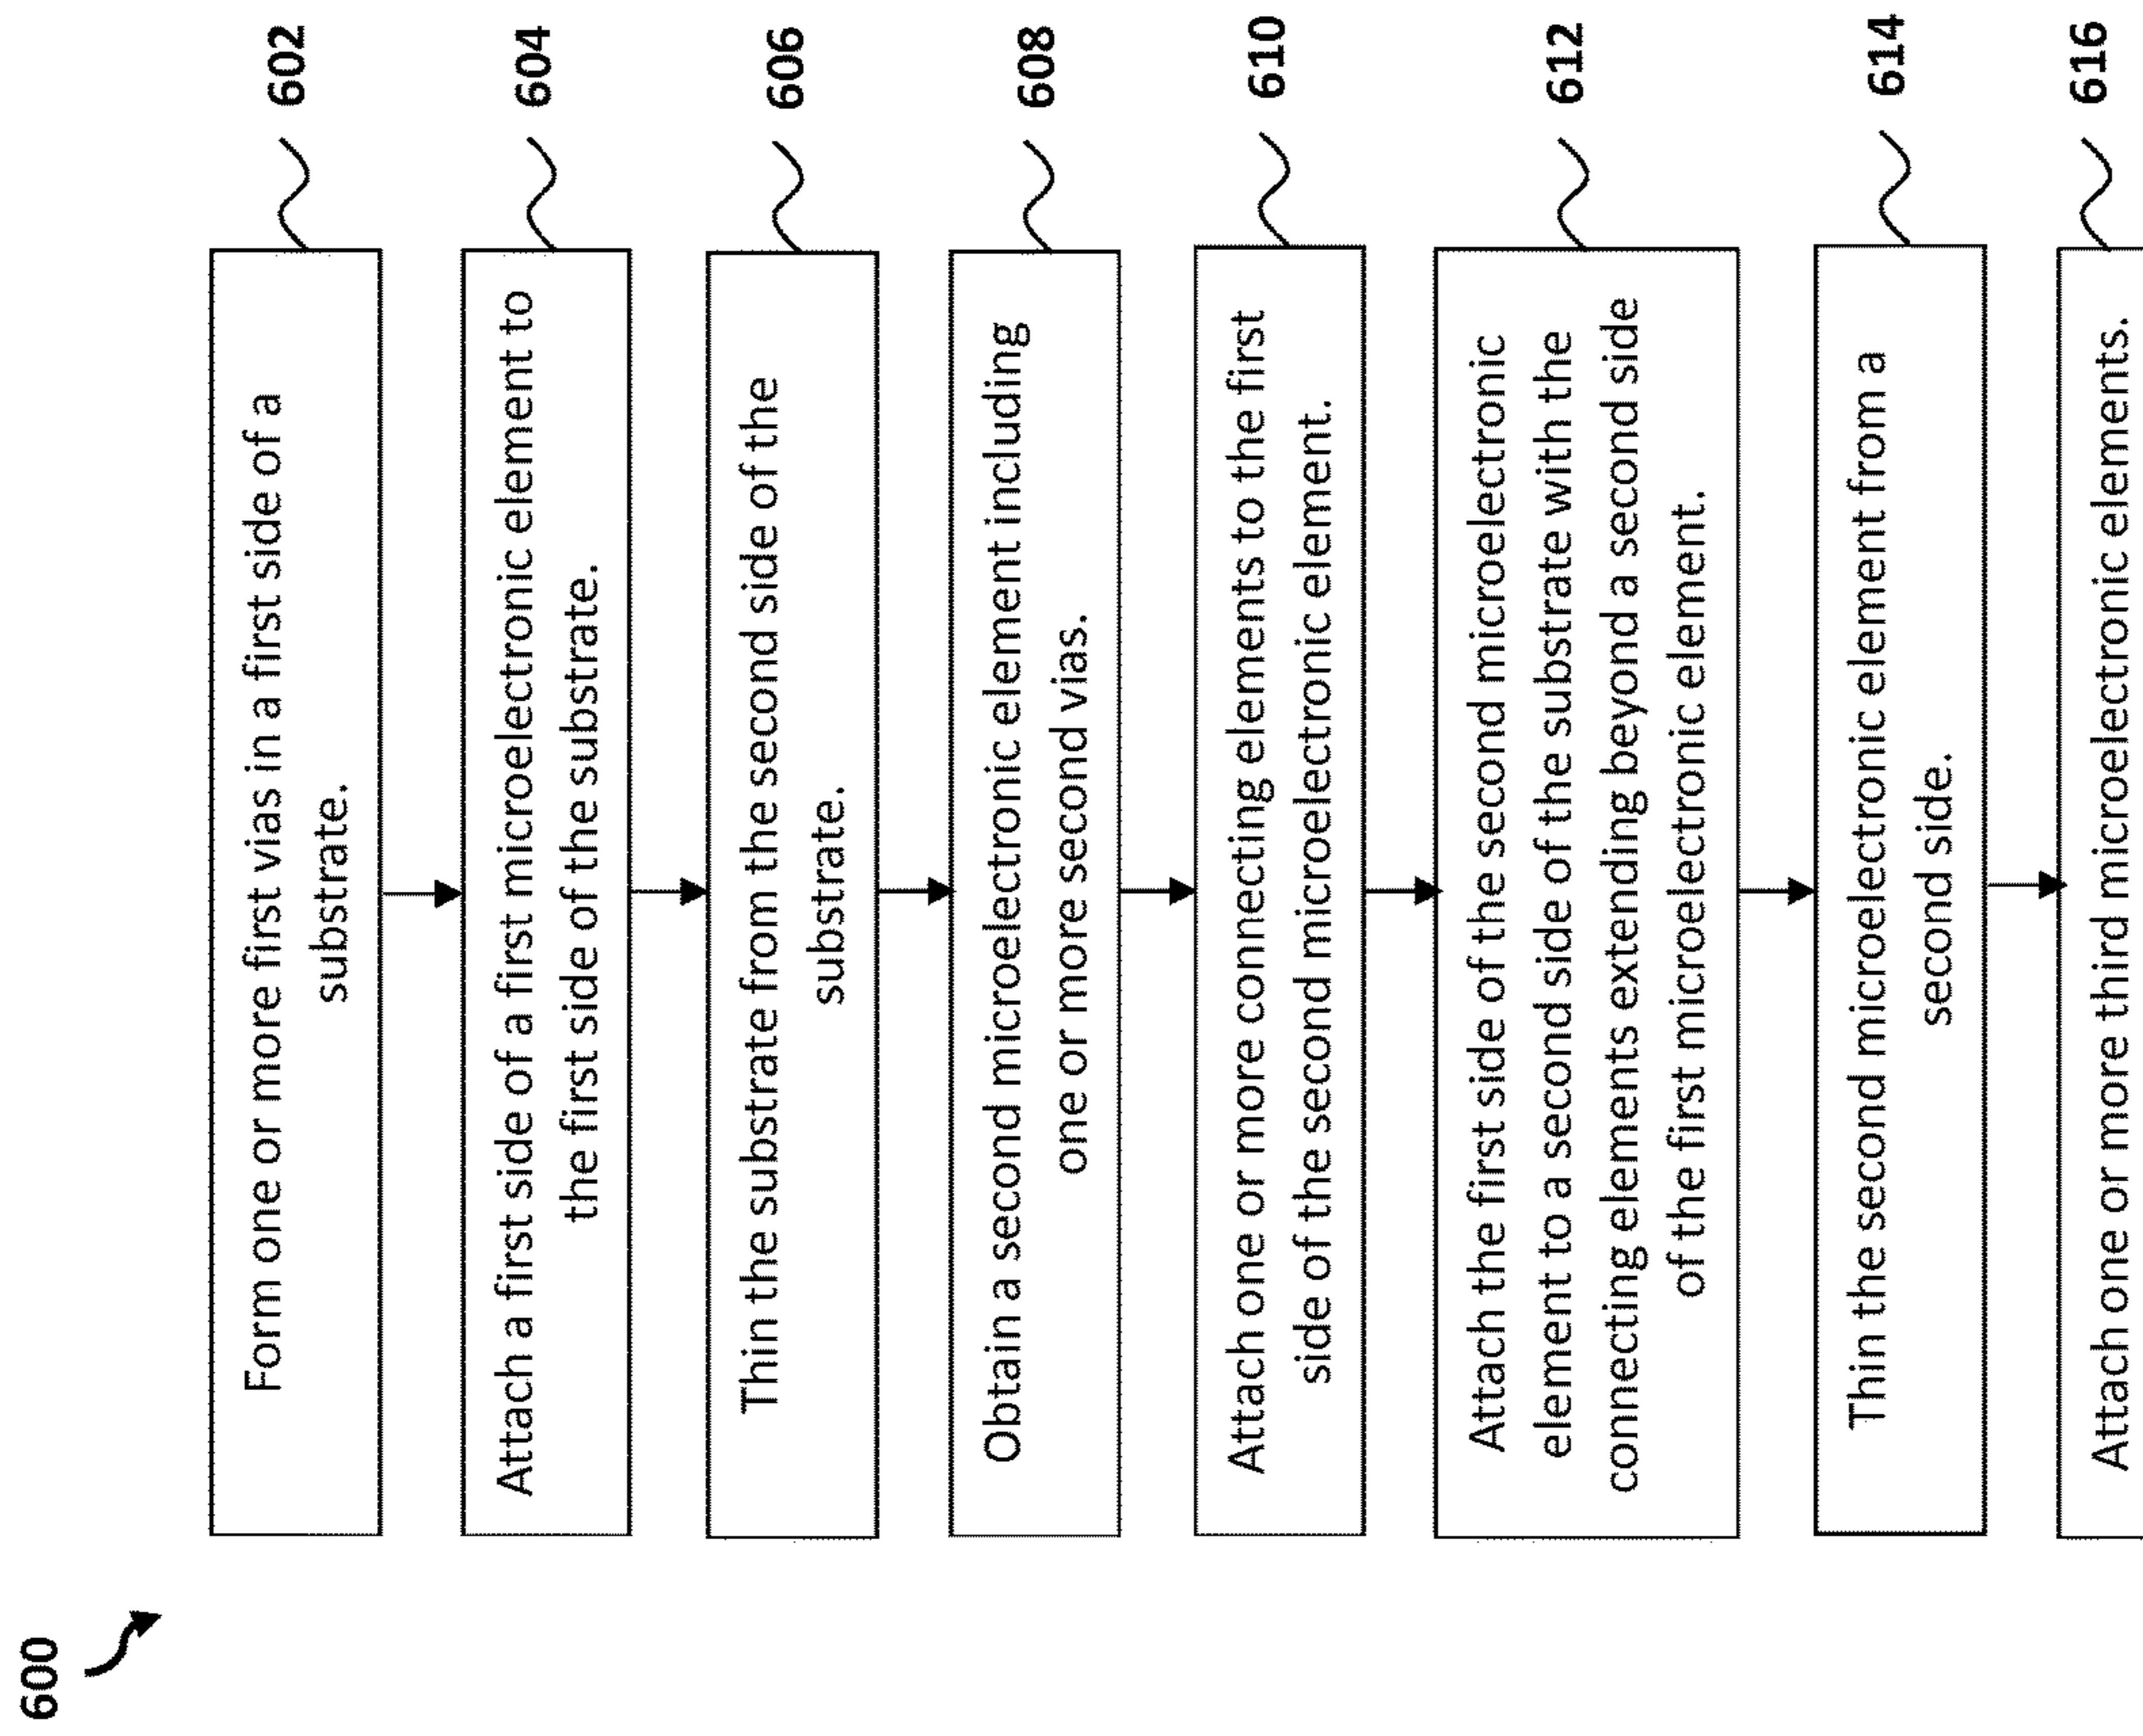 600
Form one or more first vias in a first side of a
substrate.
602
Attach a first side of a first microelectronic element to
the first side of the substrate.
604
Thin the substrate from the second side of the
substrate.
606
Obtain a second microelectronic element including
one or more second vias.
608
Attach one or more connecting elements to the first
side of the second microelectronic element.
610
Attach the first side of the second microelectronic
element to a second side of the substrate with the
connecting elements extending beyond a second side
of the first microelectronic element.
612
Thin the second microelectronic element from a
second side.
614
Attach one or more third microelectronic elements.
616